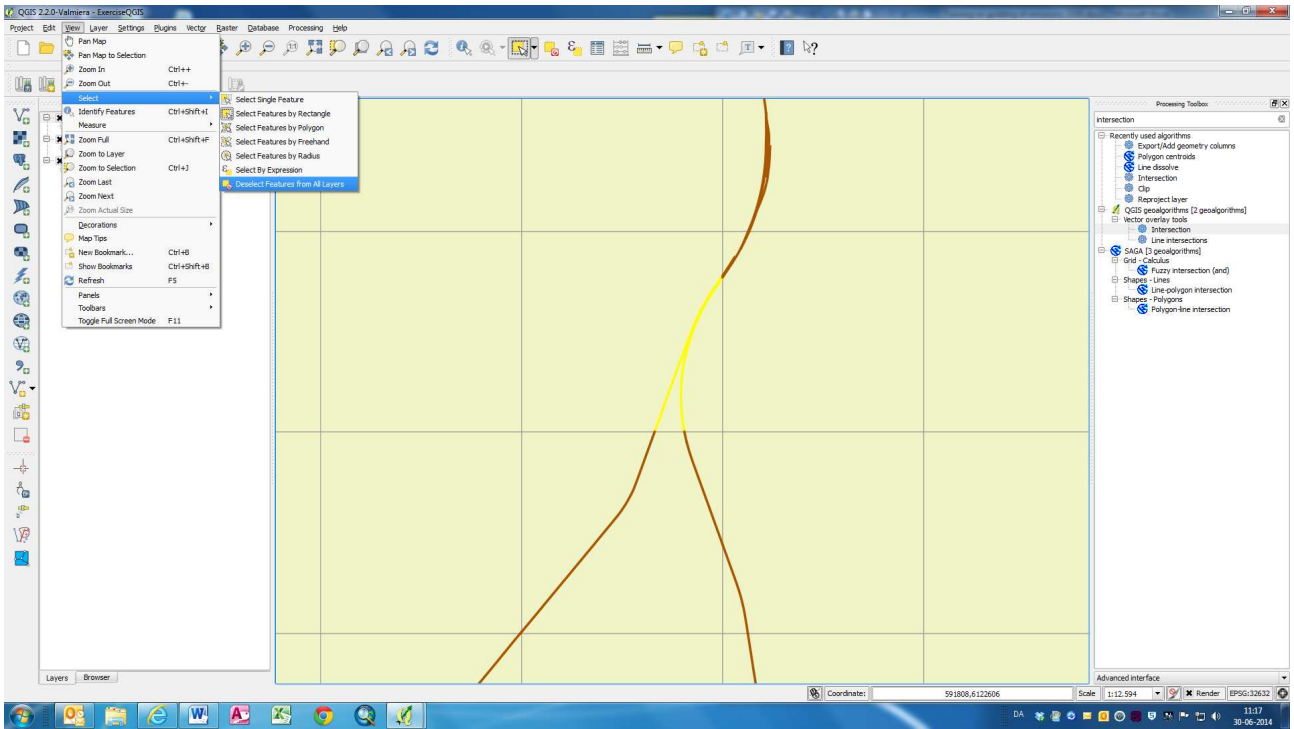 QGIS 2.2.0-Valmiera - ExerciseQGIS
Project Edit View Layer Settings Plugins Vector Raster Database Processing Help
Pan Map
Pan Map to Selection
Zoom In Ctrl++
Zoom Out Ctrl+-
Select
Identify Features Ctrl+Shift+I
Measure
Zoom Full Ctrl+Shift+F
Zoom to Layer
Zoom to Selection Ctrl+J
Zoom Last
Zoom Next
Zoom Actual Size
Decorations
Map Tips
New Bookmark... Ctrl+B
Show Bookmarks Ctrl+Shift+B
Refresh F5
Panels
Toolbars
Toggle Full Screen Mode F11
Select Single Feature
Select Features by Rectangle
Select Features by Polygon
Select Features by Freehand
Select Features by Radius
Select By Expression
Deselect Features from All Layers
Processing Toolbox
intersection
Recently used algorithms
Export/Add geometry columns
Polygon centroids
Line dissolve
Intersection
Clip
Reproject layer
QGIS geoalgorithms [2 geoalgorithms]
Vector overlay tools
Intersection
Line intersections
SAGA [3 geoalgorithms]
Grid - Calculus
Fuzzy intersection (and)
Shapes - Lines
Line-polygon intersection
Shapes - Polygons
Polygon-line intersection
Layers Browser
Advanced interface
Coordinate: 591808,6122606 Scale 1:12.594 Render EPSG:32632
DA 11:17
30-06-2014